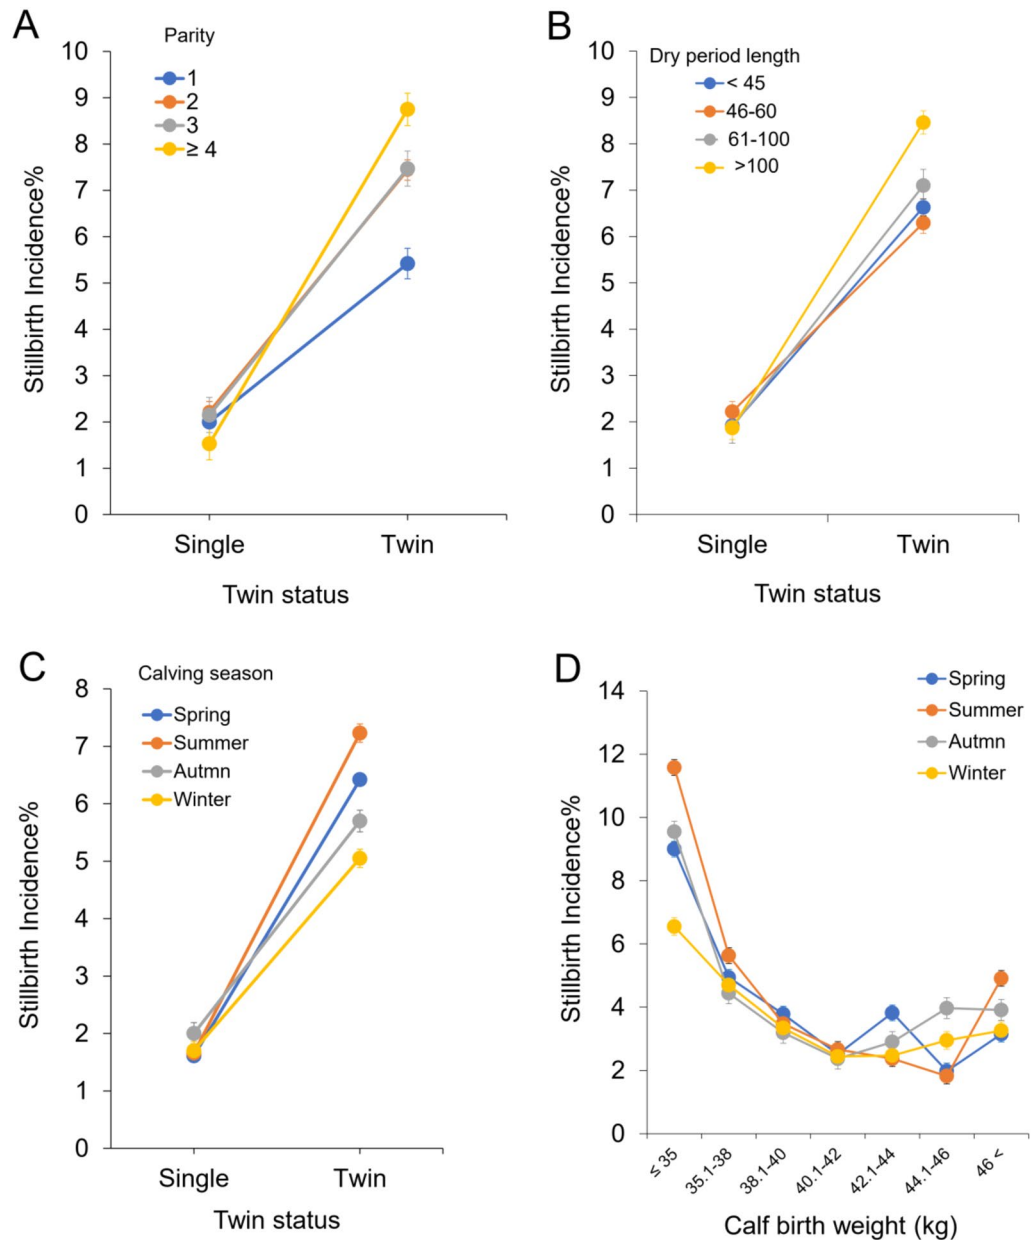 A
Parity
1
2
3
≥ 4
10
9
8
7
6
5
4
3
2
1
0
Stillbirth Incidence%
Single
Twin
Twin status
B
Dry period length
< 45
46-60
61-100
>100
10
9
8
7
6
5
4
3
2
1
0
Stillbirth Incidence%
Single
Twin
Twin status
C
Calving season
Spring
Summer
Autmn
Winter
8
7
6
5
4
3
2
1
0
Stillbirth Incidence%
Single
Twin
Twin status
D
Spring
Summer
Autmn
Winter
14
12
10
8
6
4
2
0
Stillbirth Incidence%
≤ 35
35.1-38
38.1-40
40.1-42
42.1-44
44.1-46
46 <
Calf birth weight (kg)